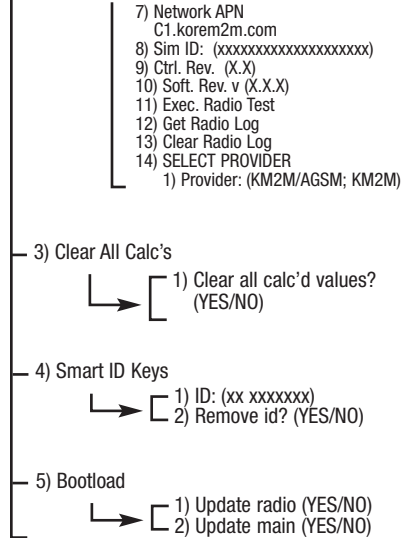 7) Network APN
C1.korem2m.com
8) Sim ID: (xxxxxxxxxxxxxxxxxxxx)
9) Ctrl. Rev. (X.X)
10) Soft. Rev. v (X.X.X)
11) Exec. Radio Test
12) Get Radio Log
13) Clear Radio Log
14) SELECT PROVIDER
1) Provider: (KM2M/AGSM; KM2M)
3) Clear All Calc's
1) Clear all calc'd values?
(YES/NO)
4) Smart ID Keys
1) ID: (xx xxxxxxx)
2) Remove id? (YES/NO)
5) Bootload
1) Update radio (YES/NO)
2) Update main (YES/NO)